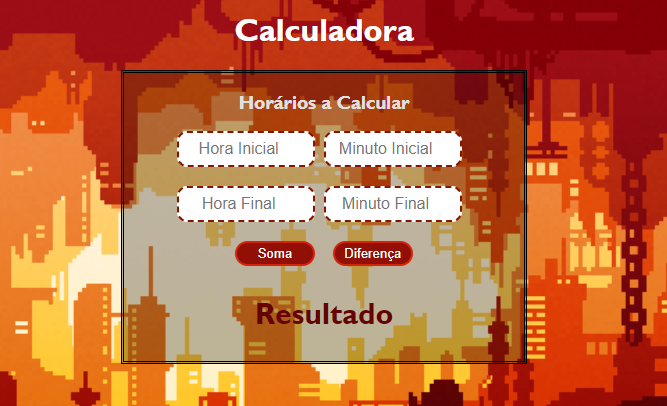 Calculadora
Horários a Calcular
Hora Inicial Minuto Inicial
Hora Final Minuto Final
Soma Diferença
Resultado